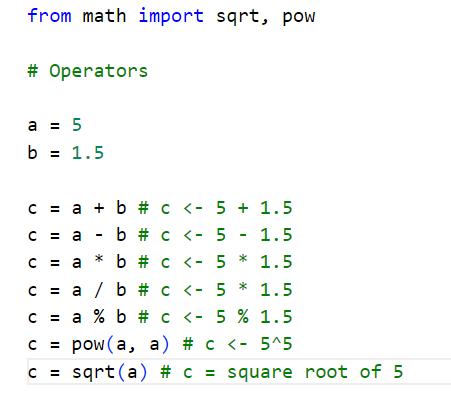 from math import sqrt, pow
# Operators
a = 5
b = 1.5
c = a + b # c <- 5 + 1.5
c = a - b # c <- 5 - 1.5
c = a * b # c <- 5 * 1.5
c = a / b # c <- 5 * 1.5
c = a % b # c <- 5 % 1.5
c = pow(a, a) # c <- 5^5
c = sqrt(a) # c = square root of 5